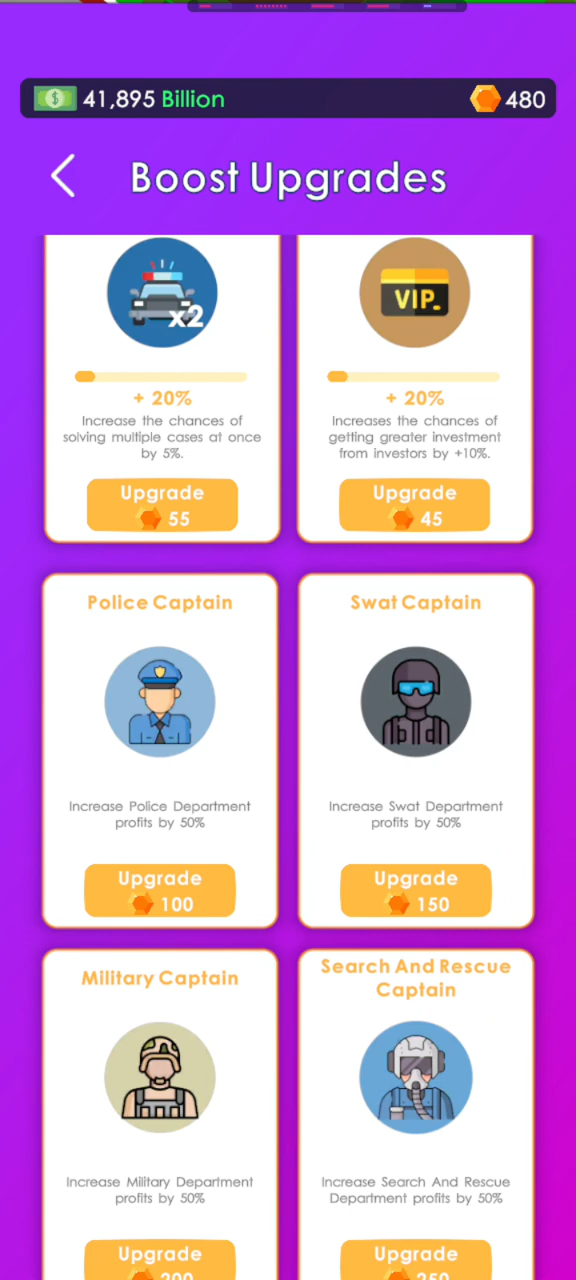 41,895 Billion
480
Boost Upgrades
x2
VIP
+ 20%
+ 20%
Increase the chances of
solving multiple cases at once
by 5%.
Increases the chances of
getting greater investment
from investors by +10%.
Upgrade
55
Upgrade
45
Police Captain
Swat Captain
Increase Police Department
profits by 50%
Increase Swat Department
profits by 50%
Upgrade
100
Upgrade
150
Military Captain
Search And Rescue
Captain
Increase Military Department
profits by 50%
Increase Search And Rescue
Department profits by 50%
Upgrade
200
Upgrade
250